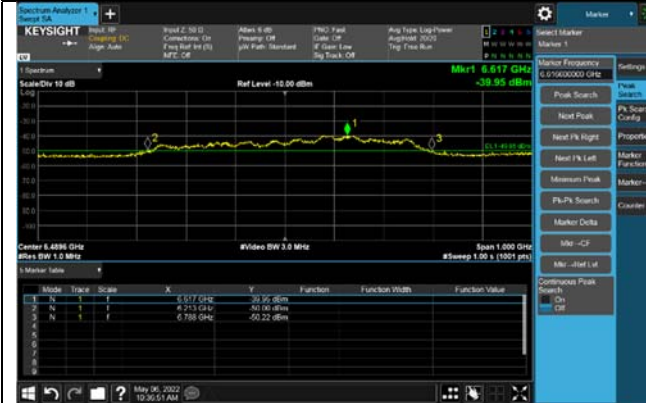 Spectrum Analyzer 1
Swept SA
Marker
KEYSIGHT
Input: RF
Coupling: DC
Align: Auto
Input Z: 50 Ω
Corrections: On
Freq Ref: Int (S)
NFE: Off
Atten: 6 dB
Preamp: Off
µW Path: Standard
PNO: Fast
Gate: Off
IF Gain: Low
Sig Track: Off
Avg Type: Log-Power
Avg|Hold: 20/20
Trig: Free Run
Select Marker
Marker 1
1 Spectrum
Scale/Div 10 dB
Ref Level -10.00 dBm
Mkr1 6.617 GHz
-39.95 dBm
Log
Marker Frequency
6.616600000 GHz
Peak Search
Next Peak
Next Pk Right
Next Pk Left
Minimum Peak
Pk-Pk Search
Marker Delta
Mkr→CF
Mkr→Ref Lvl
Continuous Peak
Search
On
Off
Settings
Peak
Search
Pk Search
Config
Properties
Marker
Function
Marker→
Counter
1
2
3
Center 6.4896 GHz
#Video BW 3.0 MHz
Span 1.000 GHz
#Res BW 1.0 MHz
#Sweep 1.00 s (1001 pts)
5 Marker Table
Mode Trace Scale X Y Function Function Width Function Value
1 N 1 f 6.617 GHz -39.95 dBm
2 N 1 f 6.213 GHz -50.00 dBm
3 N 1 f 6.788 GHz -50.22 dBm
4
5
6
7
8
9
May 06, 2022
10:36:51 AM